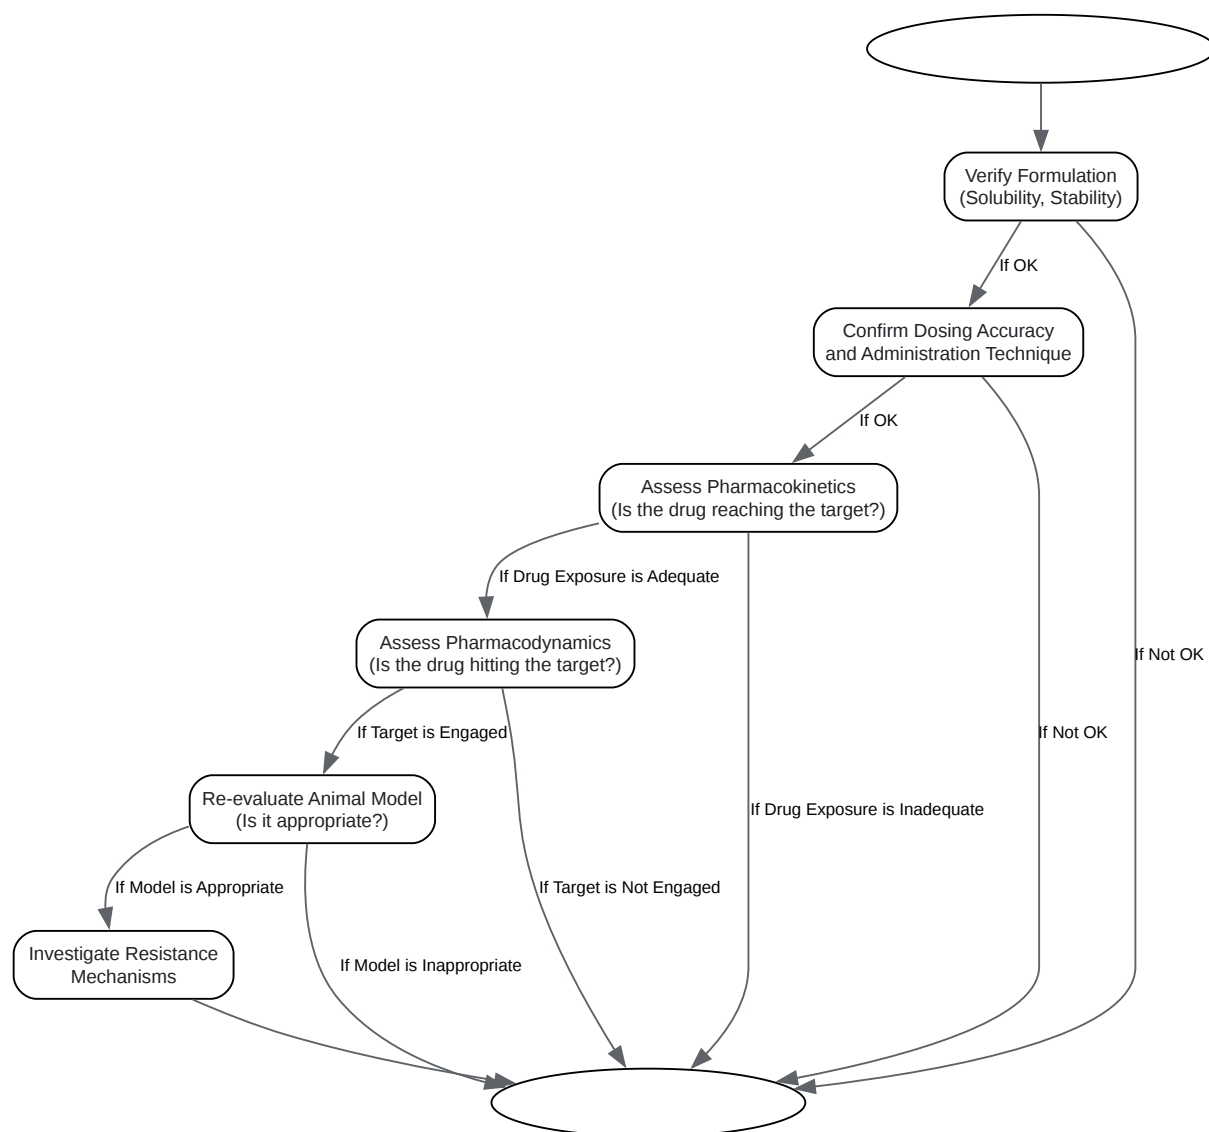 Verify Formulation
(Solubility, Stability)
If OK
Confirm Dosing Accuracy
and Administration Technique
If OK
Assess Pharmacokinetics
(Is the drug reaching the target?)
If Drug Exposure is Adequate
Assess Pharmacodynamics
(Is the drug hitting the target?)
If Not OK
If Target is Engaged
If Not OK
Re-evaluate Animal Model
(Is it appropriate?)
If Drug Exposure is Inadequate
If Model is Appropriate
If Target is Not Engaged
Investigate Resistance
Mechanisms
If Model is Inappropriate